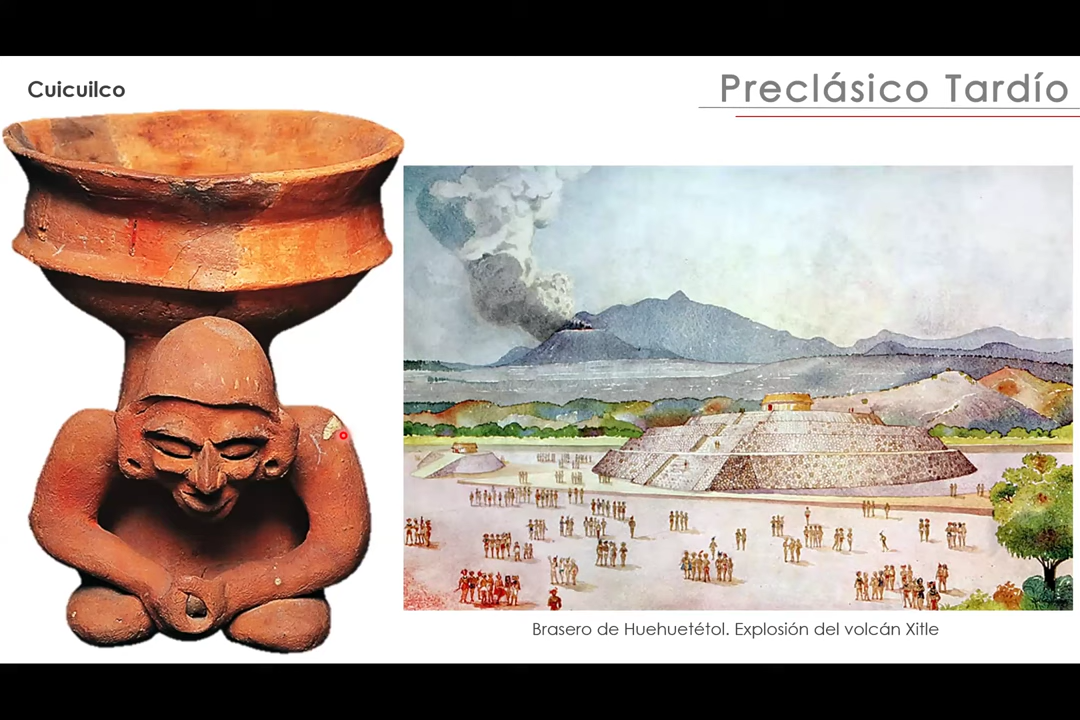 Cuicuilco
Preclásico Tardío
Brasero de Huehuetétol. Explosión del volcán Xitle